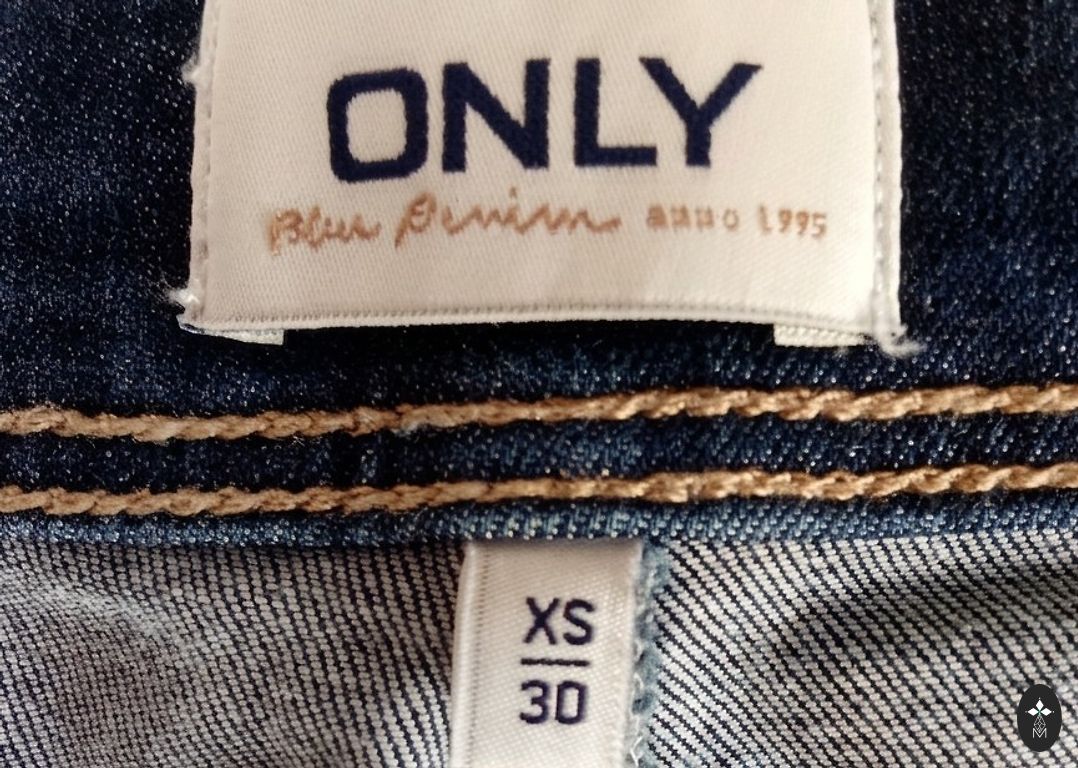 ONLY
Blue Denim anno 1995
XS
30
M